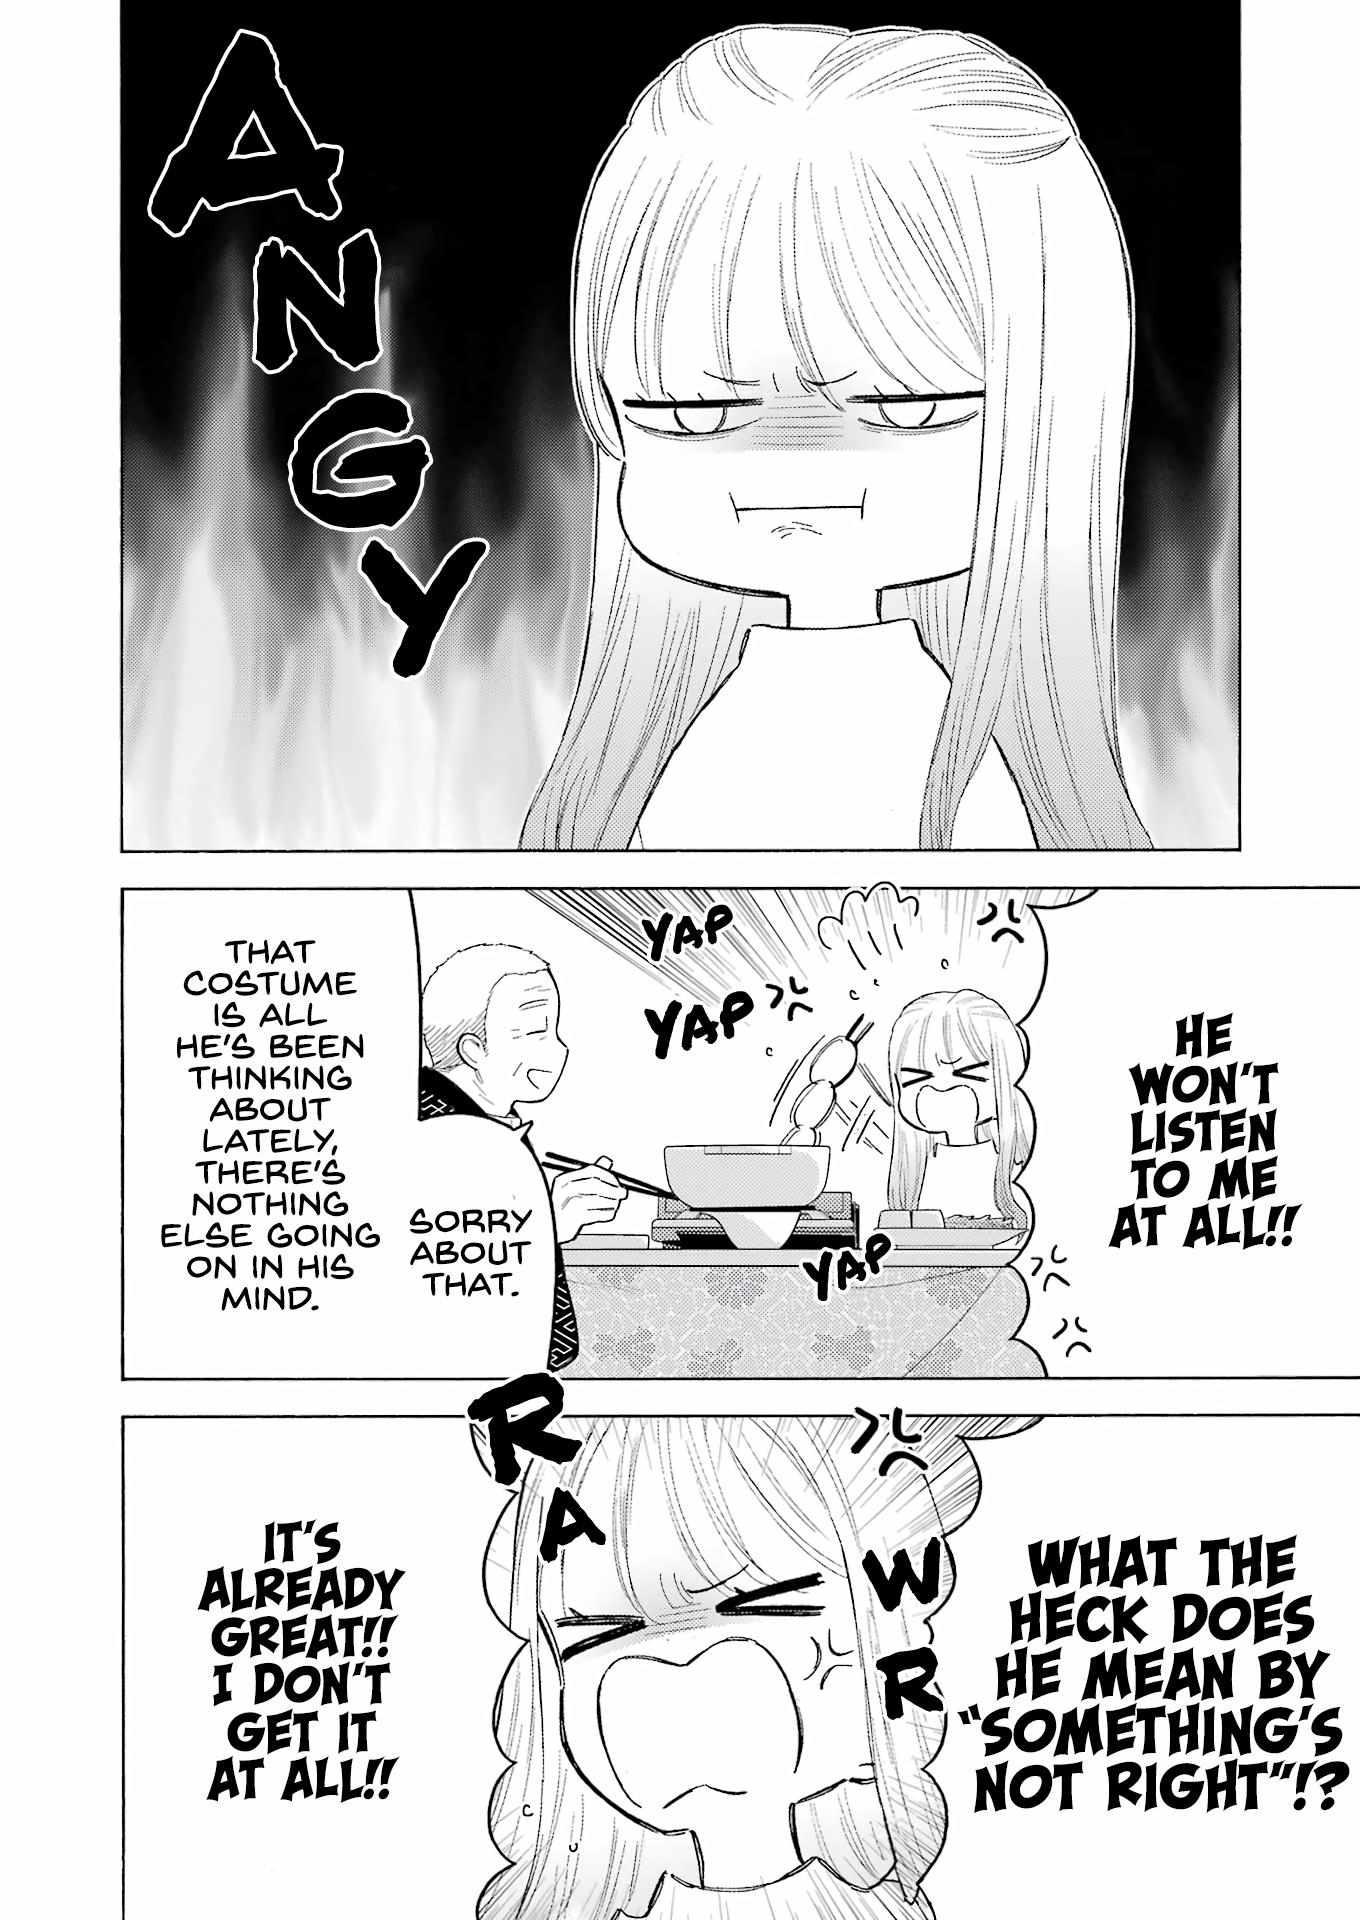 ANGY
HE
WON'T
LISTEN
TO ME
AT ALL!!
YAP
YAP
YAP
SORRY
ABOUT
THAT.
THAT
COSTUME
IS ALL
HE'S BEEN
THINKING
ABOUT
LATELY,
THERE'S
NOTHING
ELSE GOING
ON IN HIS
MIND.
WHAT THE
HECK DOES
HE MEAN BY
"SOMETHING'S
NOT RIGHT"!?
RAWR
IT'S
ALREADY
GREAT!!
I DON'T
GET IT
AT ALL!!